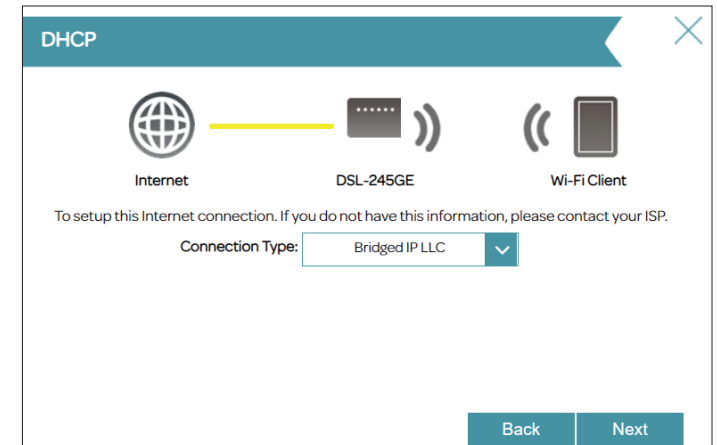 DHCP
Internet
DSL-245GE
Wi-Fi Client
To setup this Internet connection. If you do not have this information, please contact your ISP.
Connection Type:
Bridged IP LLC
Back
Next